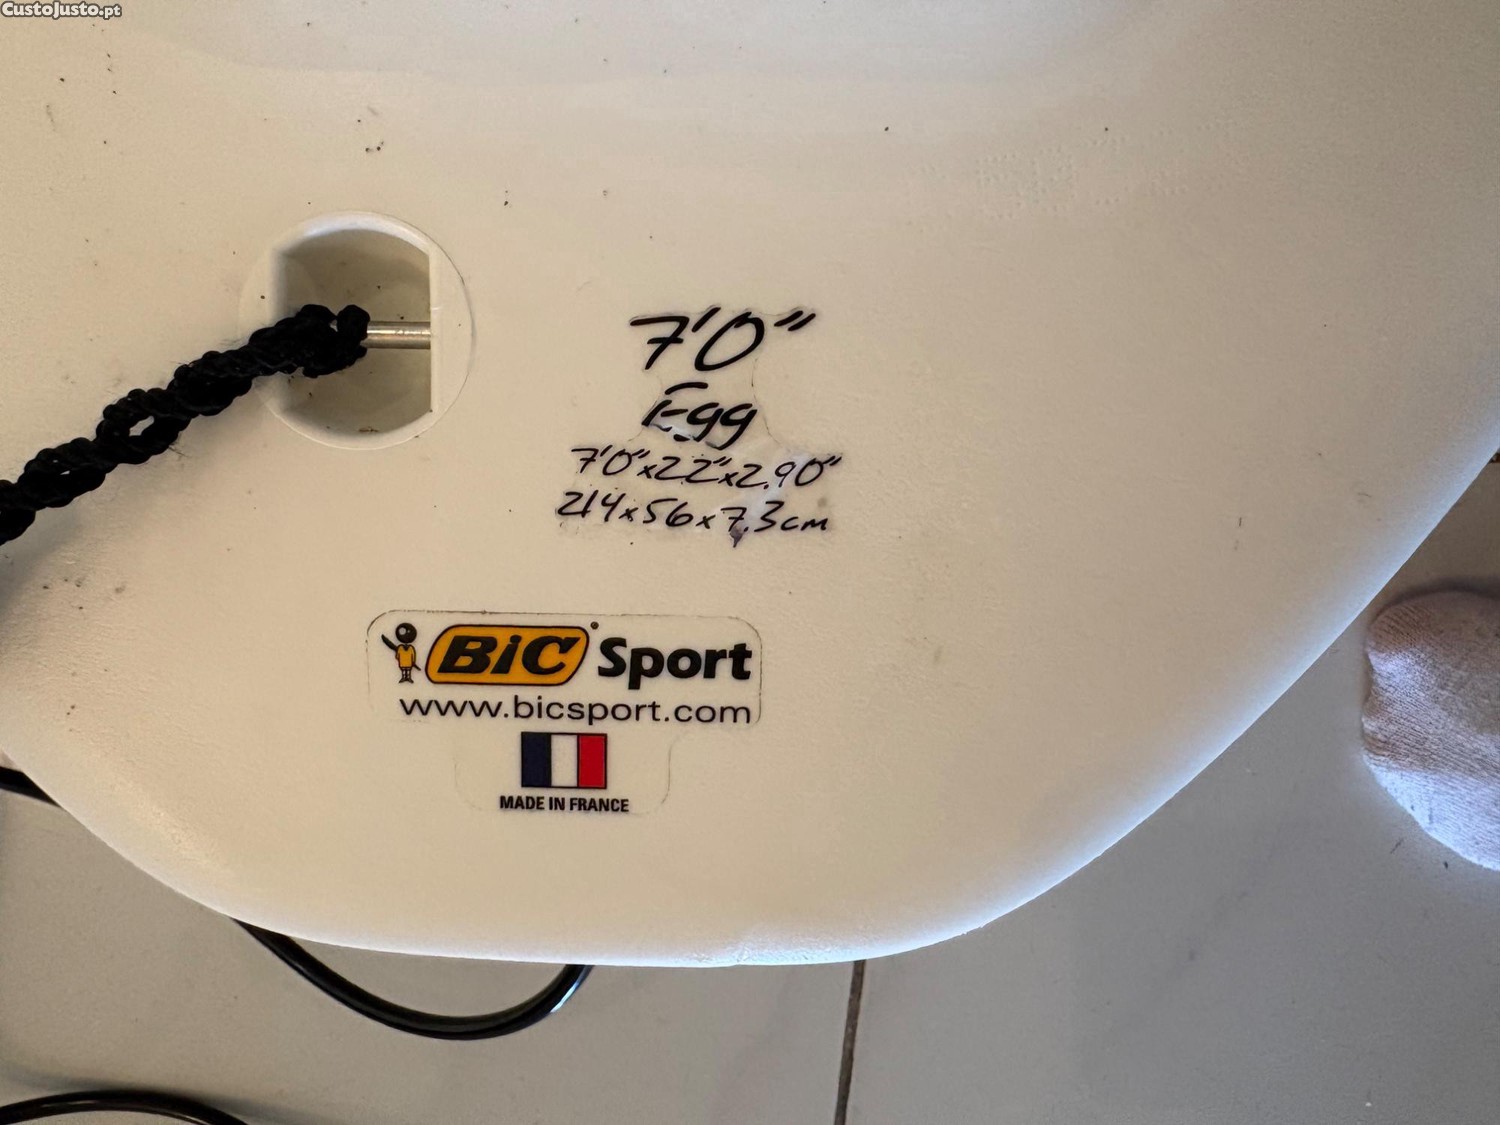 CustoJusto.pt
7'0"
Egg
7'0"x22"x2.90"
214x56x7.3cm
BiC Sport
www.bicsport.com
MADE IN FRANCE